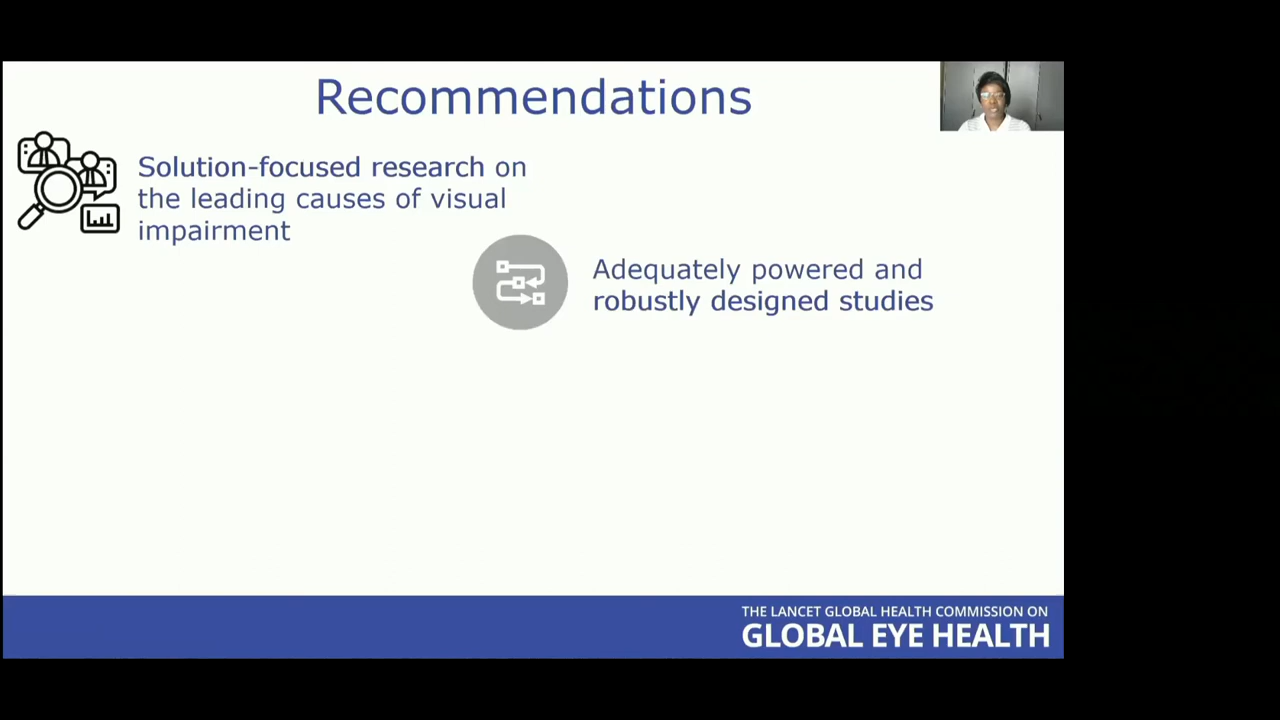 Recommendations
Solution-focused research on
the leading causes of visual
impairment
Adequately powered and
robustly designed studies
THE LANCET GLOBAL HEALTH COMMISSION ON
GLOBAL EYE HEALTH